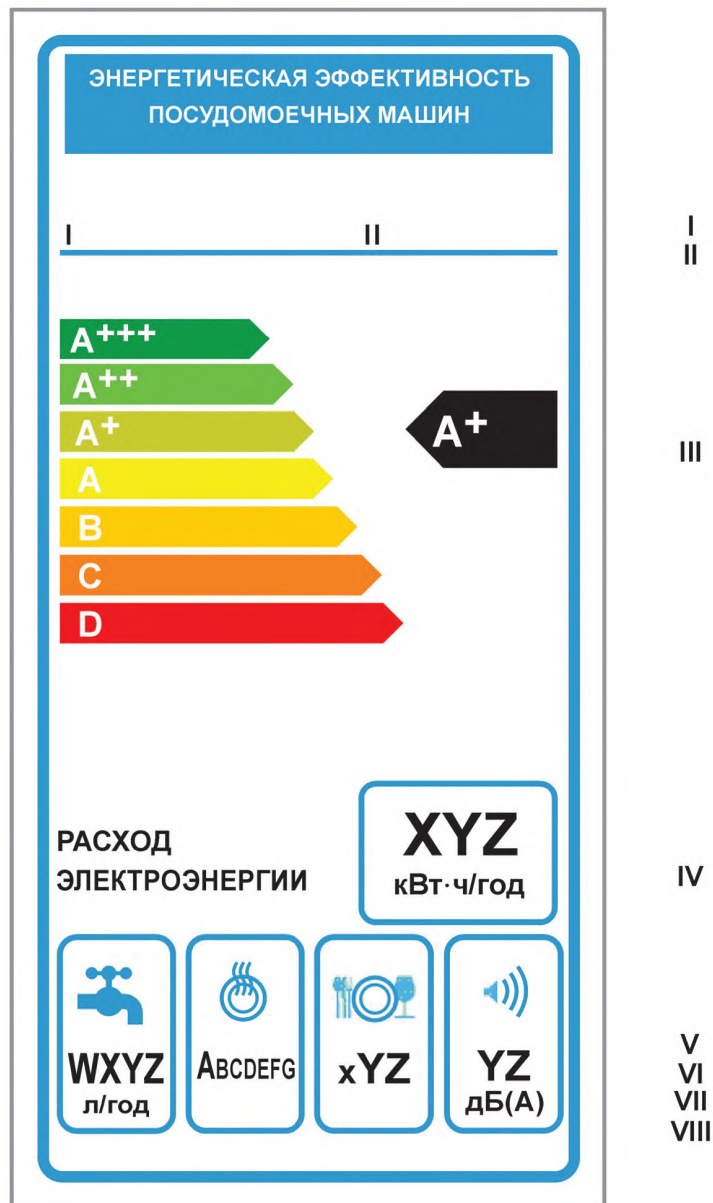 ЭНЕРГЕТИЧЕСКАЯ ЭФФЕКТИВНОСТЬ
ПОСУДОМОЕЧНЫХ МАШИН
I II
I
II
A+++
A++
A+
A+
III
A
B
C
D
XYZ
кВт·ч/год
РАСХОД
ЭЛЕКТРОЭНЕРГИИ
IV
WXYZ
л/год
ABCDEFG
xYZ
YZ
дБ(А)
V
VI
VII
VIII